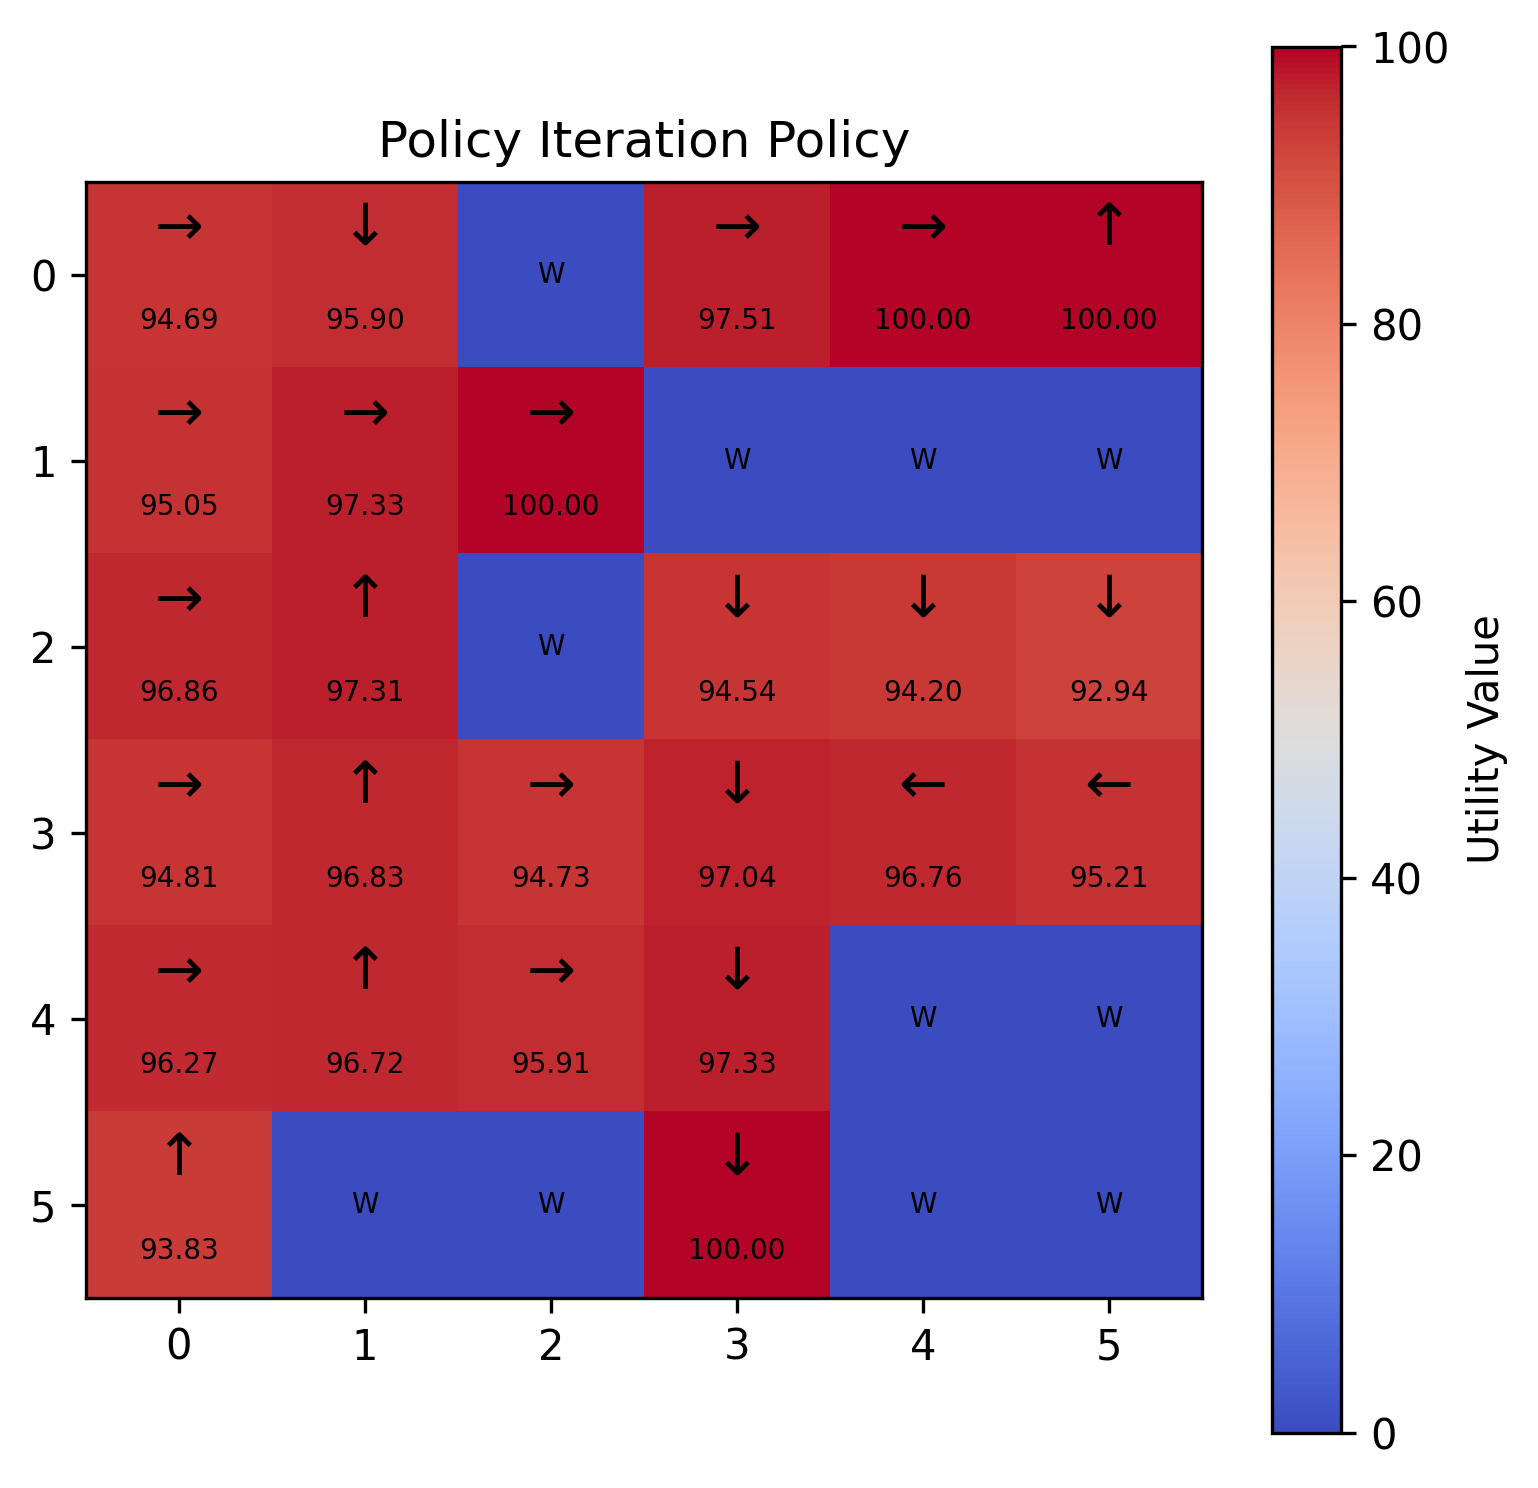 Policy Iteration Policy
→ ↓ → → ↑
0 W
94.69 95.90 97.51 100.00 100.00
→ → →
1 W W W
95.05 97.33 100.00
→ ↑ ↓ ↓ ↓
2 W
96.86 97.31 94.54 94.20 92.94
→ ↑ → ↓ ← ←
3
94.81 96.83 94.73 97.04 96.76 95.21
→ ↑ → ↓
4 W W
96.27 96.72 95.91 97.33
↑ ↓
5 W W W W
93.83 100.00
0 1 2 3 4 5
100
80
60
40
20
0
Utility Value